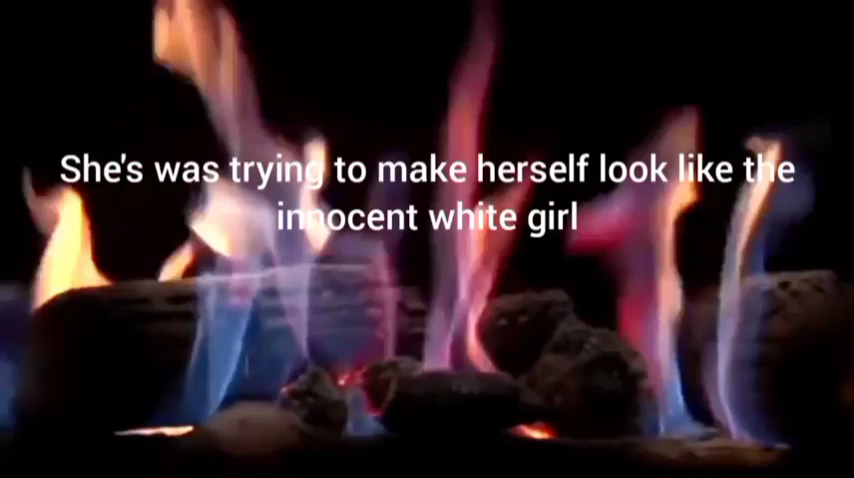 She's was trying to make herself look like the
innocent white girl